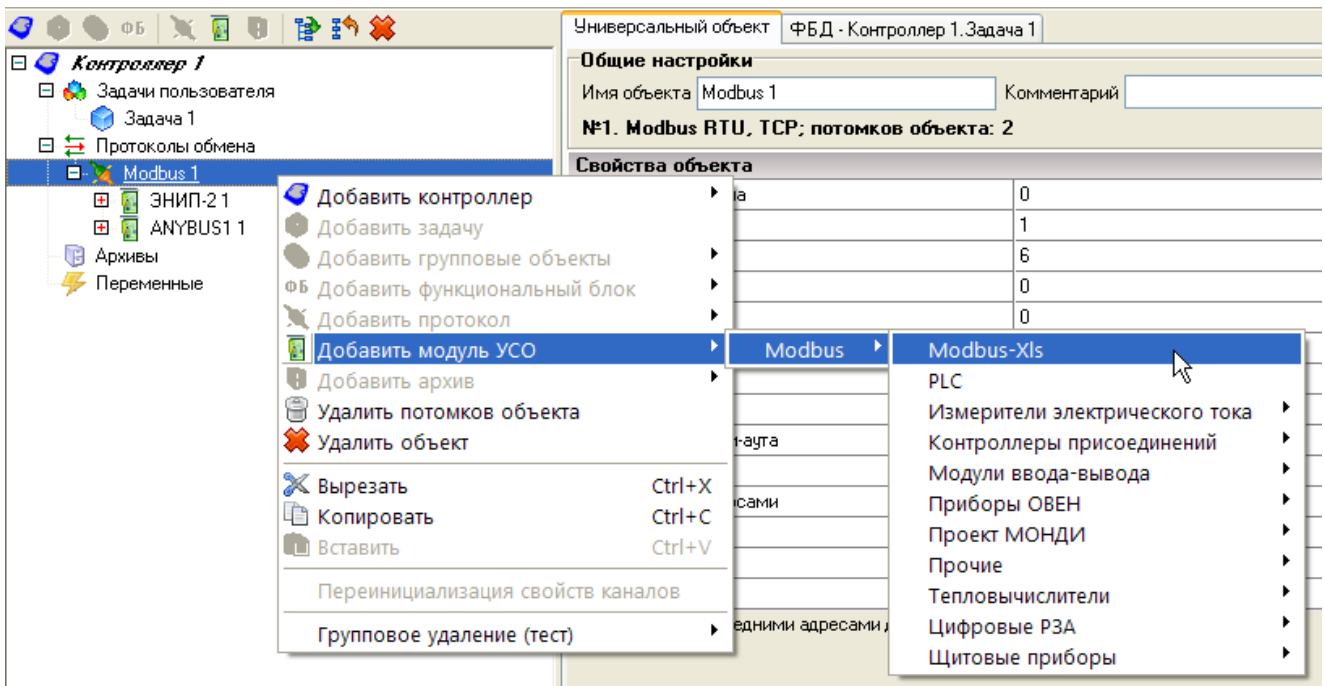 ФБ
Универсальный объект ФБД - Контроллер 1.Задача 1
Контроллер 1
Общие настройки
Задачи пользователя
Имя объекта Modbus 1 Комментарий
Задача 1
№1. Modbus RTU, TCP; потомков объекта: 2
Протоколы обмена
Свойства объекта
Modbus 1
ЭНИП-2 1
ANYBUS1 1
Архивы
Переменные
0
1
6
0
0
Добавить контроллер
Добавить задачу
Добавить групповые объекты
ФБ Добавить функциональный блок
Добавить протокол
Добавить модуль УСО
Добавить архив
Удалить потомков объекта
Удалить объект
Вырезать Ctrl+X
Копировать Ctrl+C
Вставить Ctrl+V
Переинициализация свойств каналов
Групповое удаление (тест)
Modbus
Modbus-Xls
PLC
Измерители электрического тока
Контроллеры присоединений
Модули ввода-вывода
Приборы ОВЕН
Проект МОНДИ
Прочие
Тепловычислители
Цифровые РЗА
Щитовые приборы
м-аута
сами
едними адресами